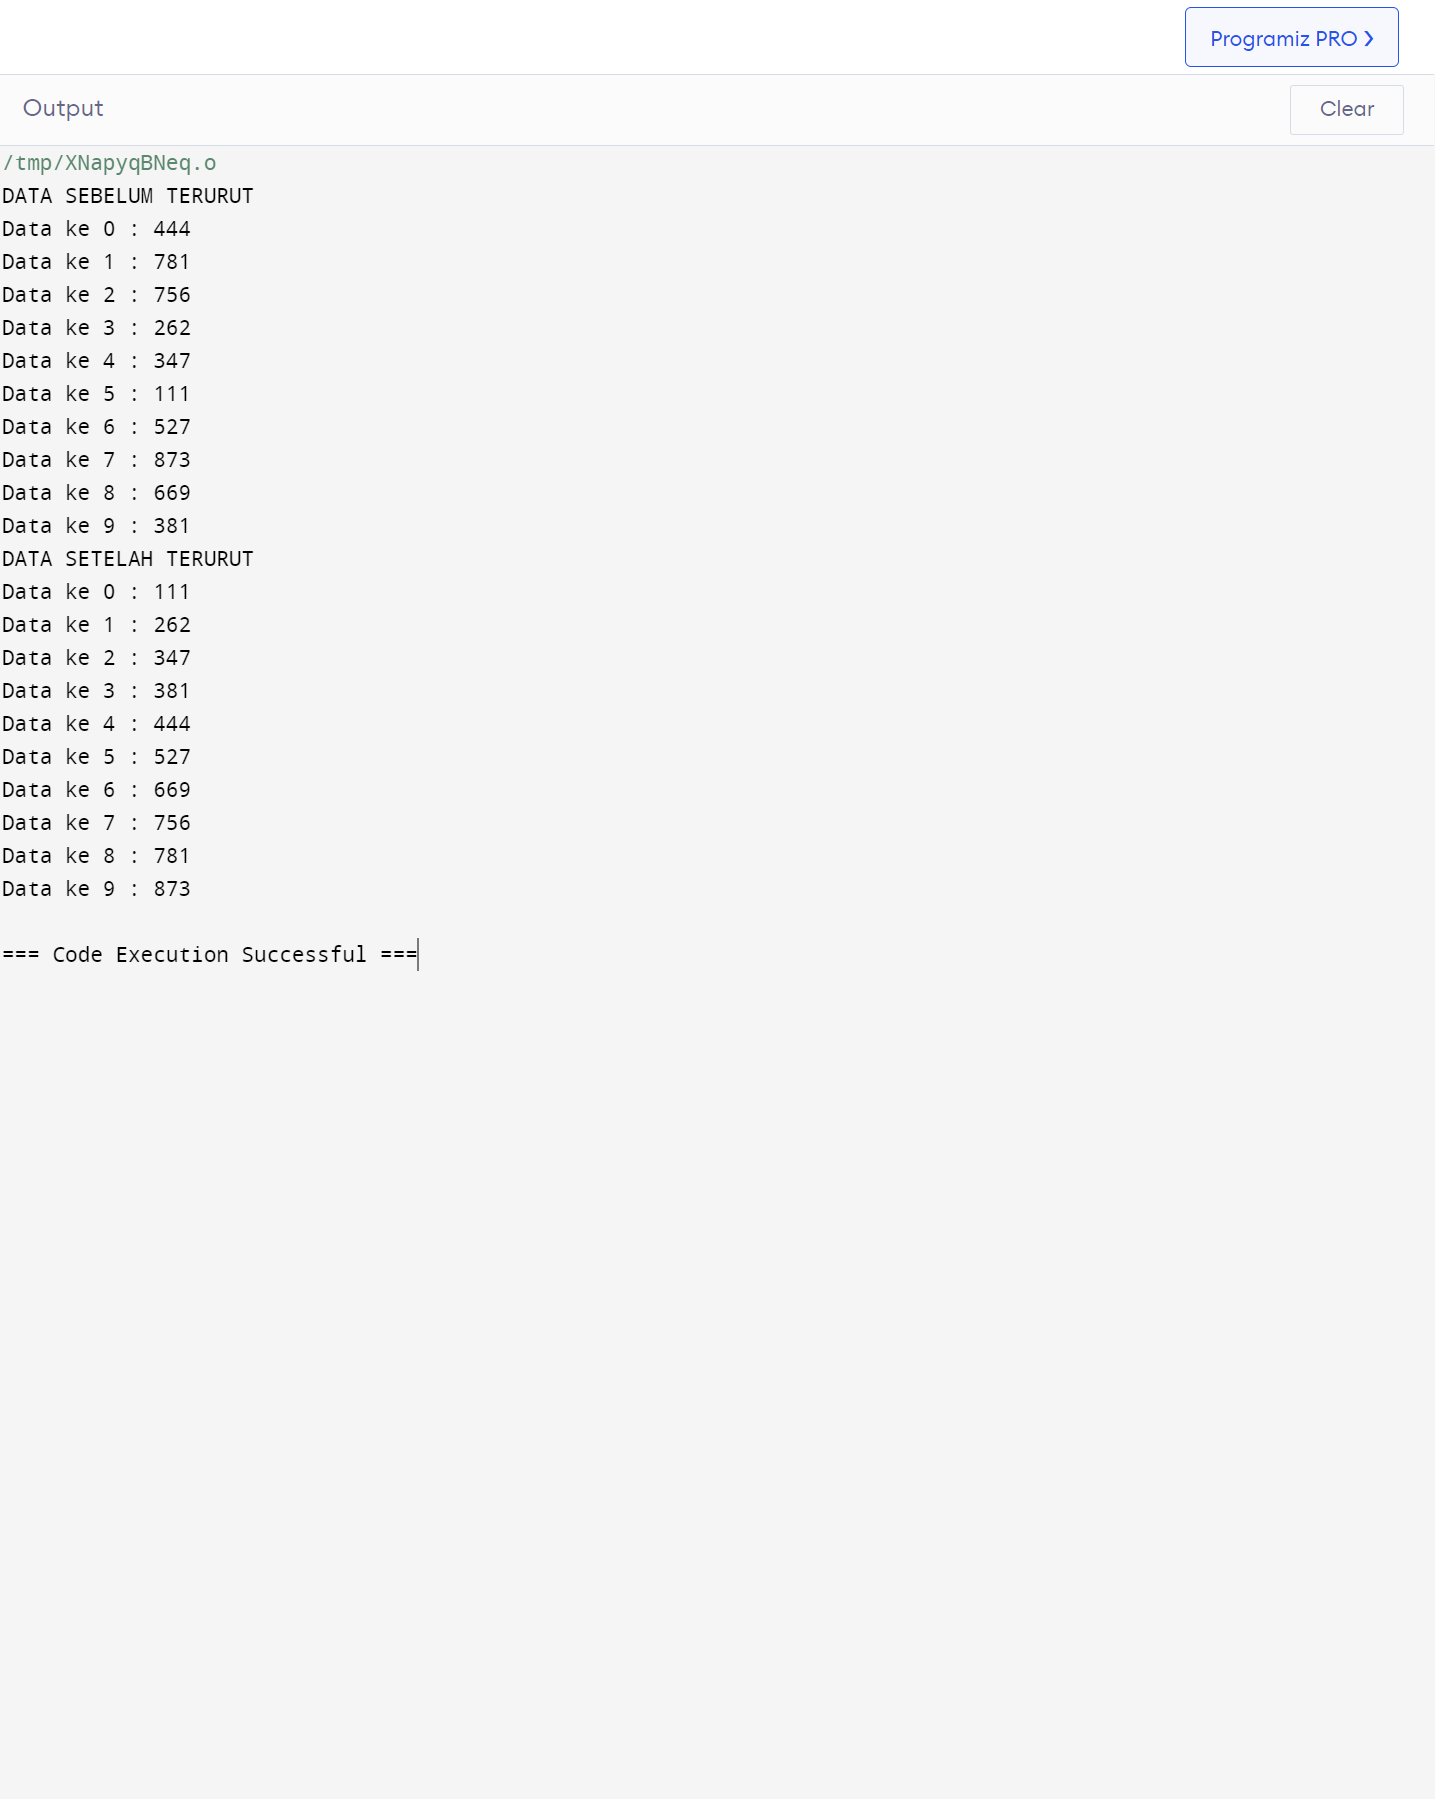 Programiz PRO ❯
Output
Clear
/tmp/XNapyqBNeq.o
DATA SEBELUM TERURUT
Data ke 0 : 444
Data ke 1 : 781
Data ke 2 : 756
Data ke 3 : 262
Data ke 4 : 347
Data ke 5 : 111
Data ke 6 : 527
Data ke 7 : 873
Data ke 8 : 669
Data ke 9 : 381
DATA SETELAH TERURUT
Data ke 0 : 111
Data ke 1 : 262
Data ke 2 : 347
Data ke 3 : 381
Data ke 4 : 444
Data ke 5 : 527
Data ke 6 : 669
Data ke 7 : 756
Data ke 8 : 781
Data ke 9 : 873
=== Code Execution Successful ===